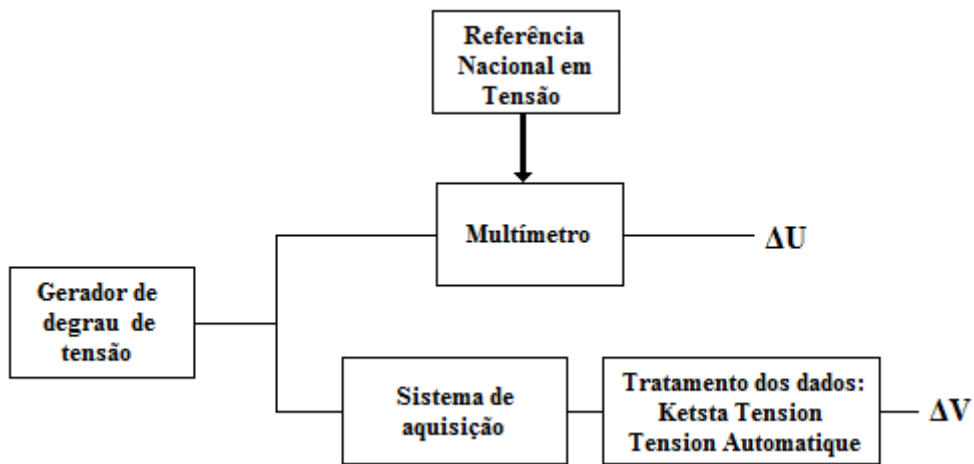 Referência
Nacional em
Tensão
Multímetro
ΔU
Gerador de
degrau de
tensão
Sistema de
aquisição
Tratamento dos dados:
Ketsta Tension
Tension Automatique
ΔV